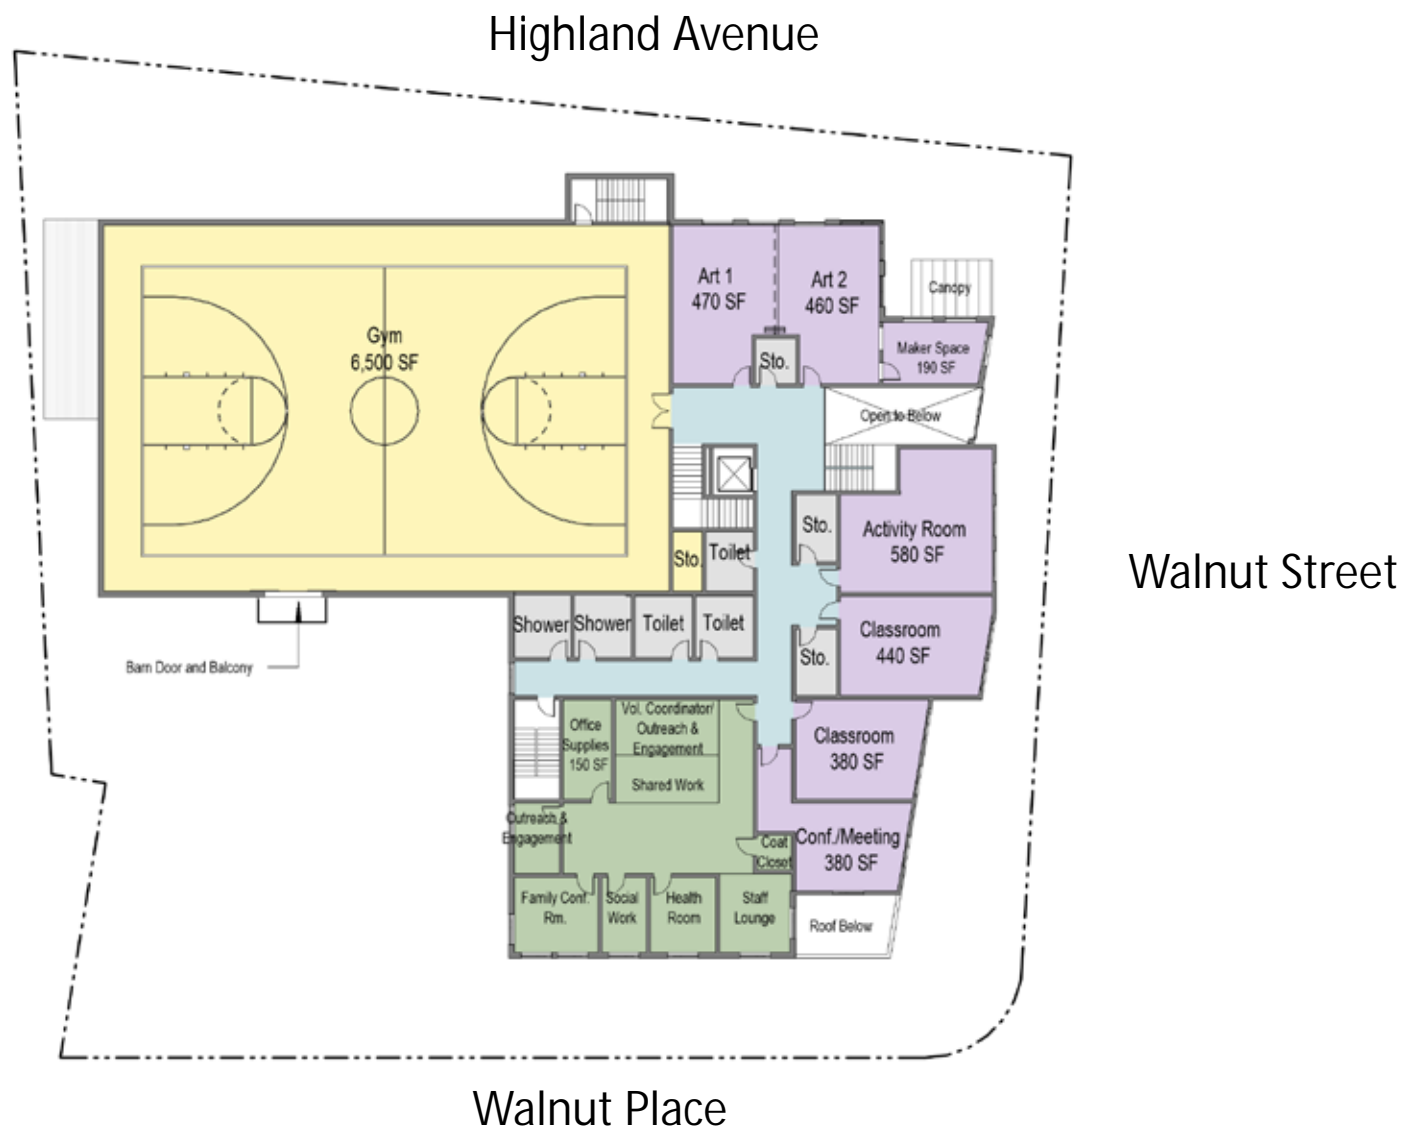 Highland Avenue
Art 1
470 SF
Art 2
460 SF
Canopy
Gym
6,500 SF
Maker Space
190 SF
Sto.
Open to Below
Sto.
Activity Room
580 SF
Sto.
Toilet
Walnut Street
Shower
Shower
Toilet
Toilet
Classroom
440 SF
Sto.
Barn Door and Balcony
Office
Supplies
150 SF
Vol. Coordinator/
Outreach &
Engagement
Shared Work
Classroom
380 SF
Outreach &
Engagement
Coat
Closet
Conf./Meeting
380 SF
Family Conf.
Rm.
Social
Work
Health
Room
Staff
Lounge
Roof Below
Walnut Place